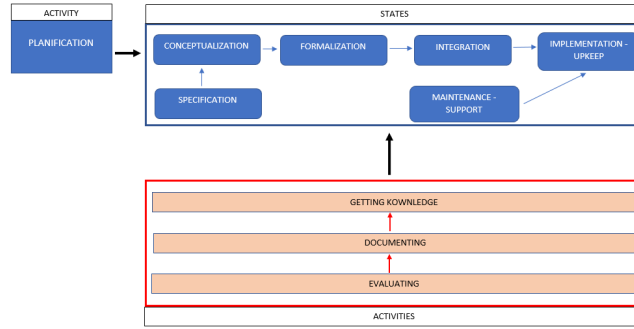 ACTIVITY
STATES
PLANIFICATION
CONCEPTUALIZATION
FORMALIZATION
INTEGRATION
IMPLEMENTATION -
UPKEEP
SPECIFICATION
MAINTENANCE -
SUPPORT
GETTING KOWNLEDGE
DOCUMENTING
EVALUATING
ACTIVITIES